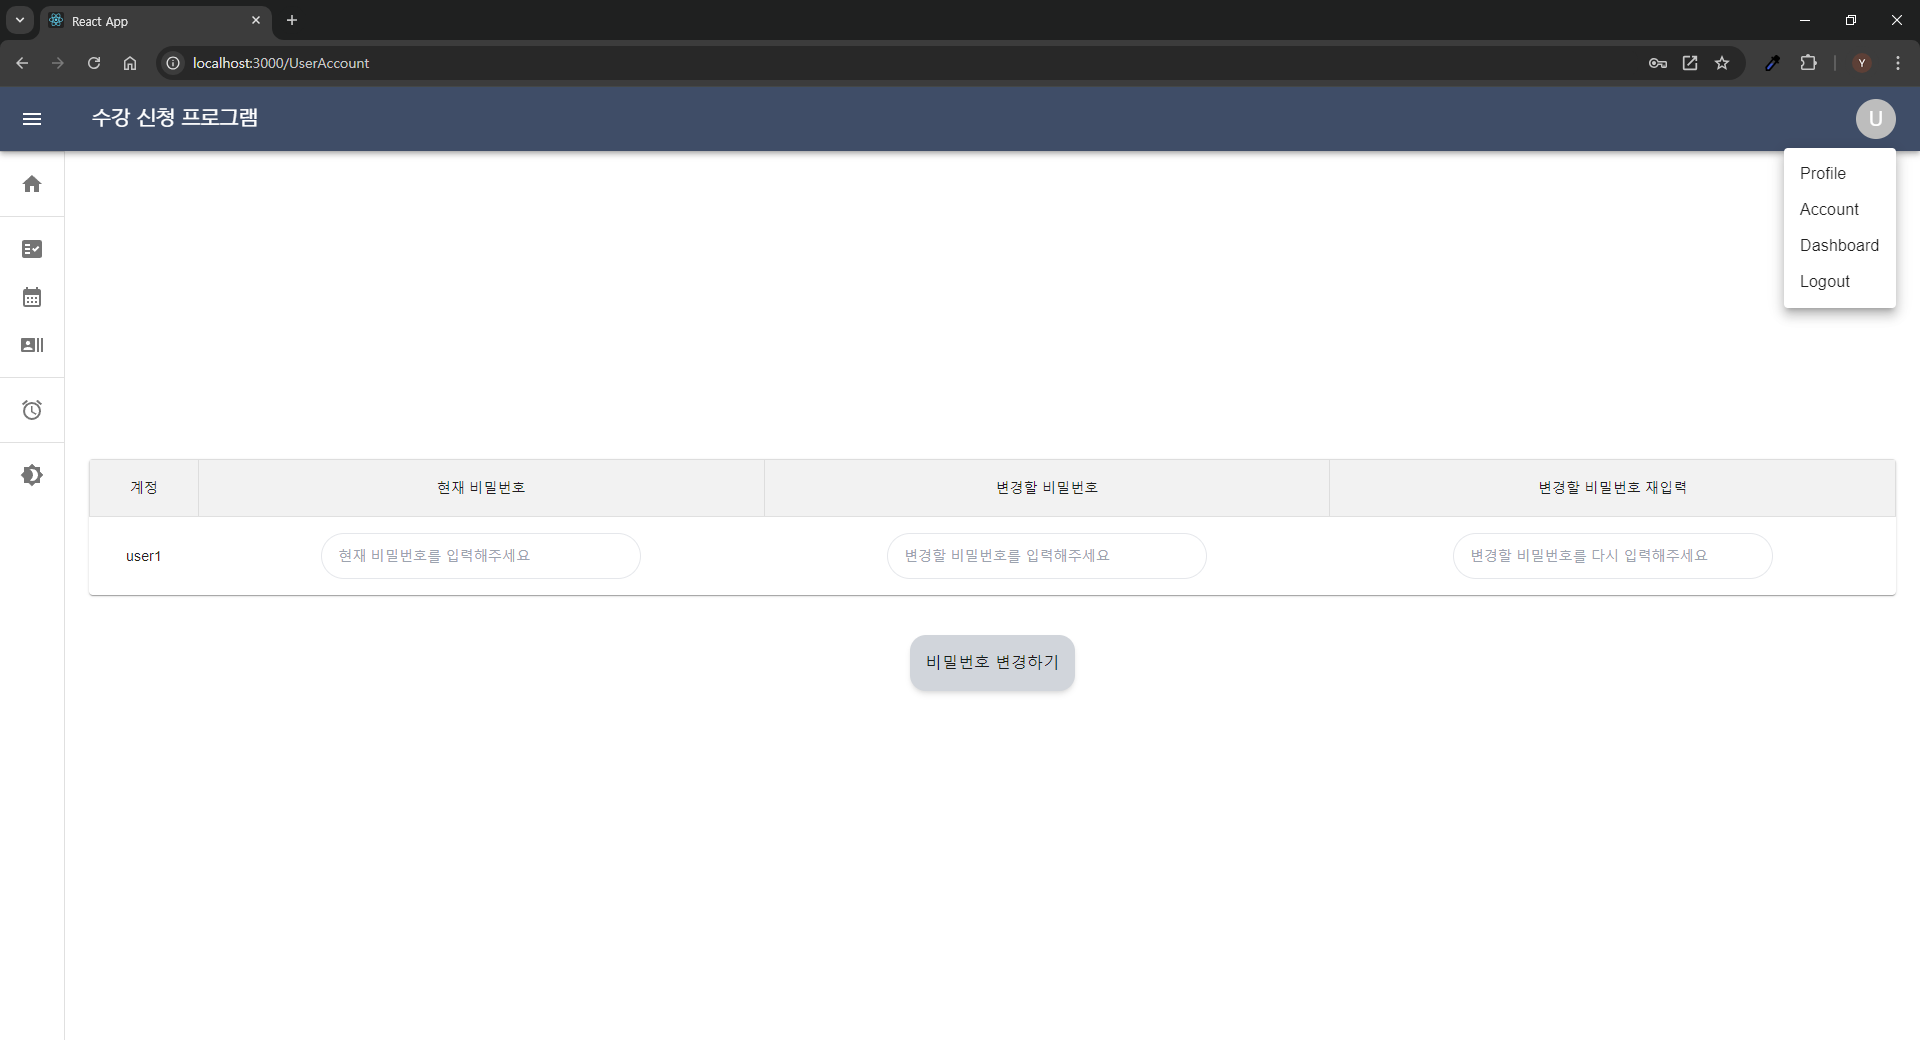 React App
localhost:3000/UserAccount
Y
수강 신청 프로그램
U
Profile
Account
Dashboard
Logout
계정 현재 비밀번호 변경할 비밀번호 변경할 비밀번호 재입력
user1 현재 비밀번호를 입력해주세요 변경할 비밀번호를 입력해주세요 변경할 비밀번호를 다시 입력해주세요
비밀번호 변경하기